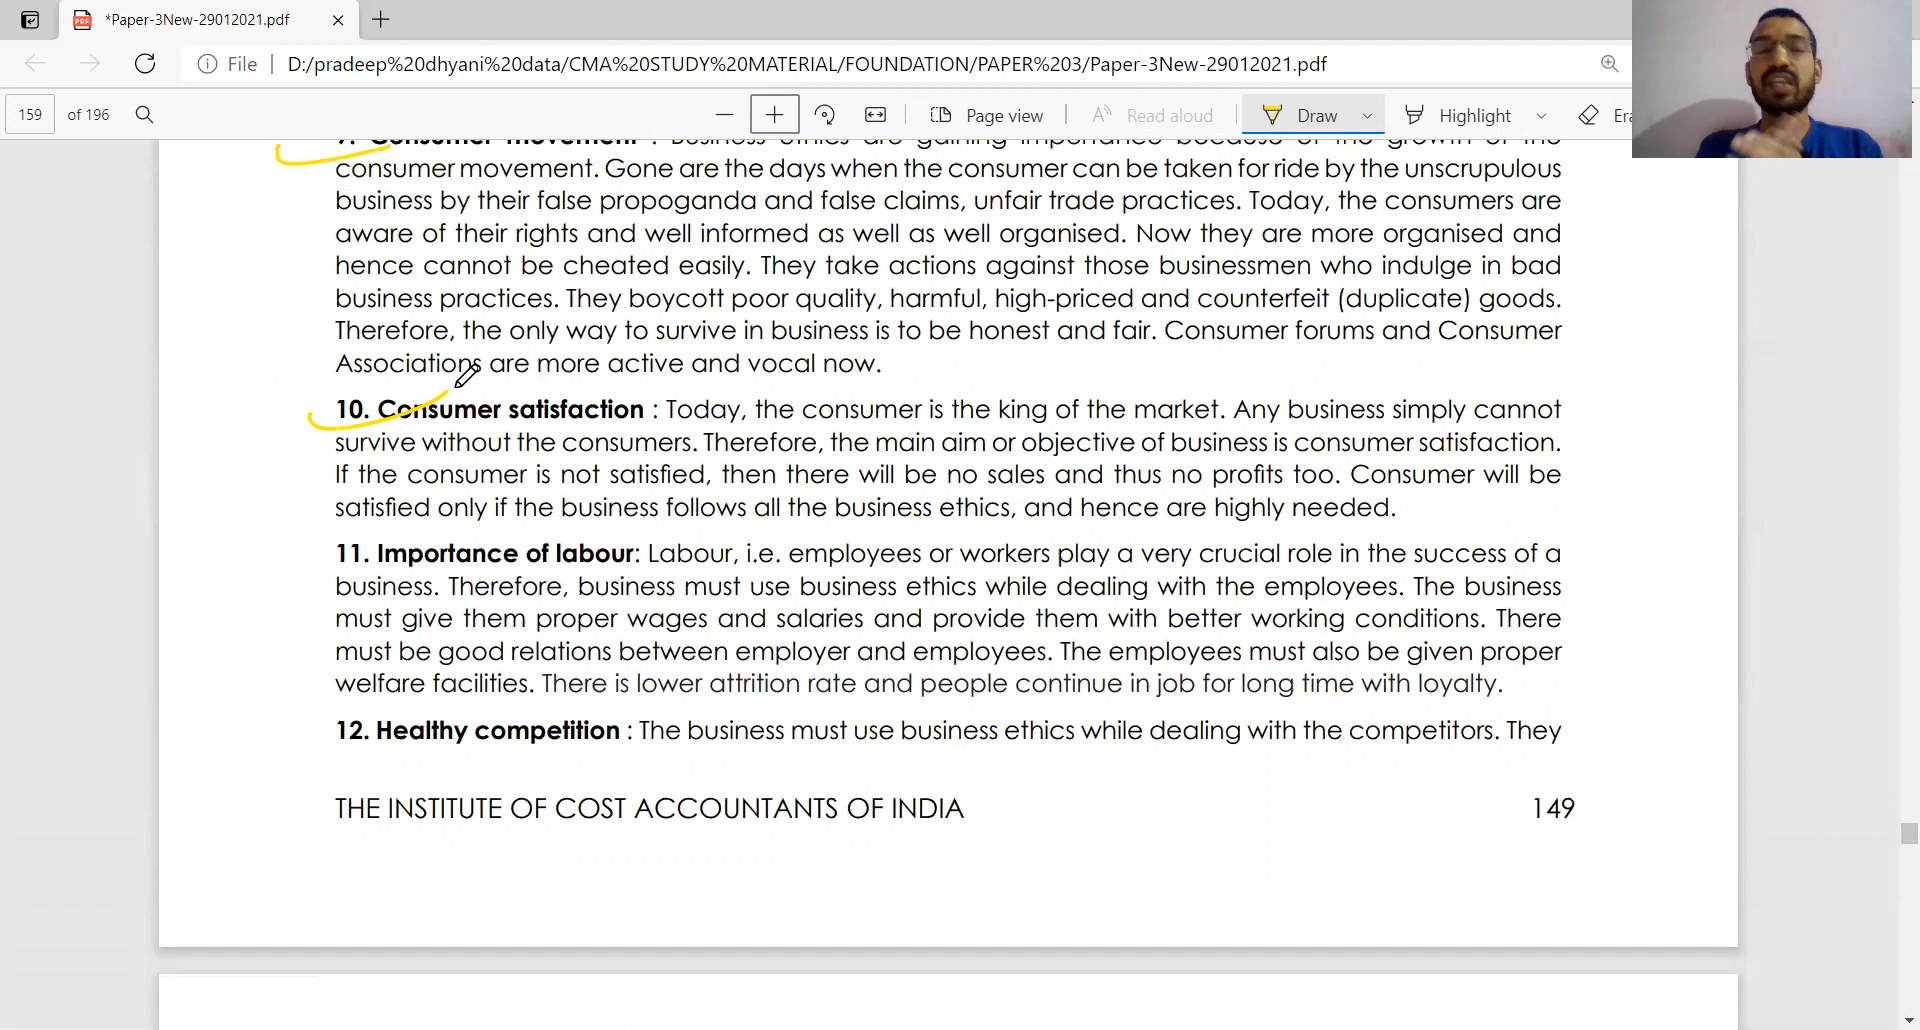 *Paper-3New-29012021.pdf
File D:/pradeep%20dhyani%20data/CMA%20STUDY%20MATERIAL/FOUNDATION/PAPER%203/Paper-3New-29012021.pdf
159 of 196 Page view Read aloud Draw Highlight Era
9. Consumer movement : Business ethics are gaining importance because of the growth of the
consumer movement. Gone are the days when the consumer can be taken for ride by the unscrupulous
business by their false propoganda and false claims, unfair trade practices. Today, the consumers are
aware of their rights and well informed as well as well organised. Now they are more organised and
hence cannot be cheated easily. They take actions against those businessmen who indulge in bad
business practices. They boycott poor quality, harmful, high-priced and counterfeit (duplicate) goods.
Therefore, the only way to survive in business is to be honest and fair. Consumer forums and Consumer
Associations are more active and vocal now.
10. Consumer satisfaction : Today, the consumer is the king of the market. Any business simply cannot
survive without the consumers. Therefore, the main aim or objective of business is consumer satisfaction.
If the consumer is not satisfied, then there will be no sales and thus no profits too. Consumer will be
satisfied only if the business follows all the business ethics, and hence are highly needed.
11. Importance of labour: Labour, i.e. employees or workers play a very crucial role in the success of a
business. Therefore, business must use business ethics while dealing with the employees. The business
must give them proper wages and salaries and provide them with better working conditions. There
must be good relations between employer and employees. The employees must also be given proper
welfare facilities. There is lower attrition rate and people continue in job for long time with loyalty.
12. Healthy competition : The business must use business ethics while dealing with the competitors. They
THE INSTITUTE OF COST ACCOUNTANTS OF INDIA 149